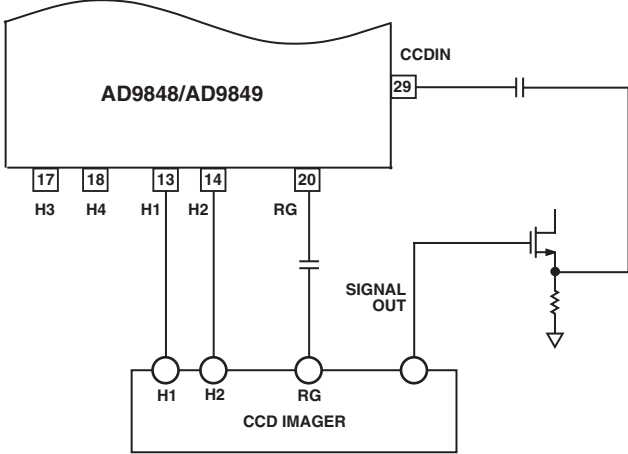 CCDIN
AD9848/AD9849
29
17 18 13 14 20
H3 H4 H1 H2 RG
SIGNAL
OUT
H1 H2 RG
CCD IMAGER